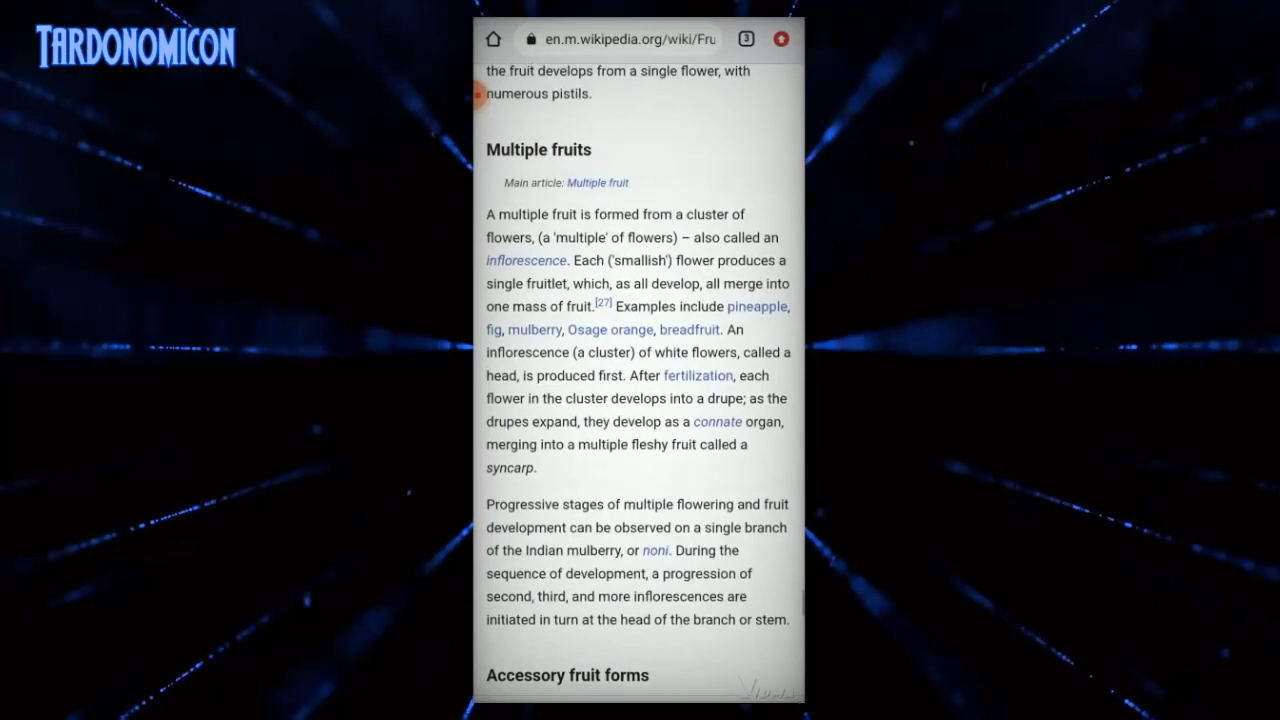 TARDONOMICON
en.m.wikipedia.org/wiki/Fru
3
the fruit develops from a single flower, with
numerous pistils.
Multiple fruits
Main article: Multiple fruit
A multiple fruit is formed from a cluster of
flowers, (a 'multiple' of flowers) – also called an
inflorescence. Each ('smallish') flower produces a
single fruitlet, which, as all develop, all merge into
one mass of fruit.[27] Examples include pineapple,
fig, mulberry, Osage orange, breadfruit. An
inflorescence (a cluster) of white flowers, called a
head, is produced first. After fertilization, each
flower in the cluster develops into a drupe; as the
drupes expand, they develop as a connate organ,
merging into a multiple fleshy fruit called a
syncarp.
Progressive stages of multiple flowering and fruit
development can be observed on a single branch
of the Indian mulberry, or noni. During the
sequence of development, a progression of
second, third, and more inflorescences are
initiated in turn at the head of the branch or stem.
Accessory fruit forms